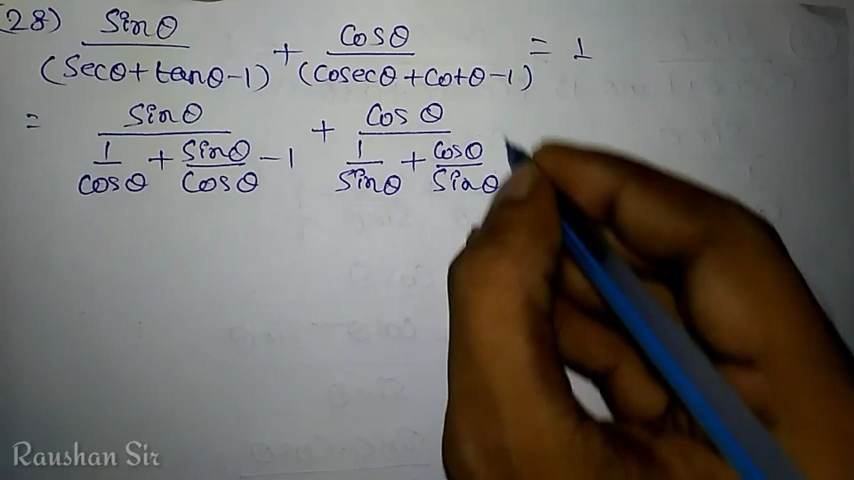 (28) Sinθ/(Secθ+tanθ-1) + Cosθ/(Cosecθ+Cotθ-1) = 1
= Sinθ/(1/Cosθ + Sinθ/Cosθ - 1) + Cosθ/(1/Sinθ + Cosθ/Sinθ
Raushan Sir